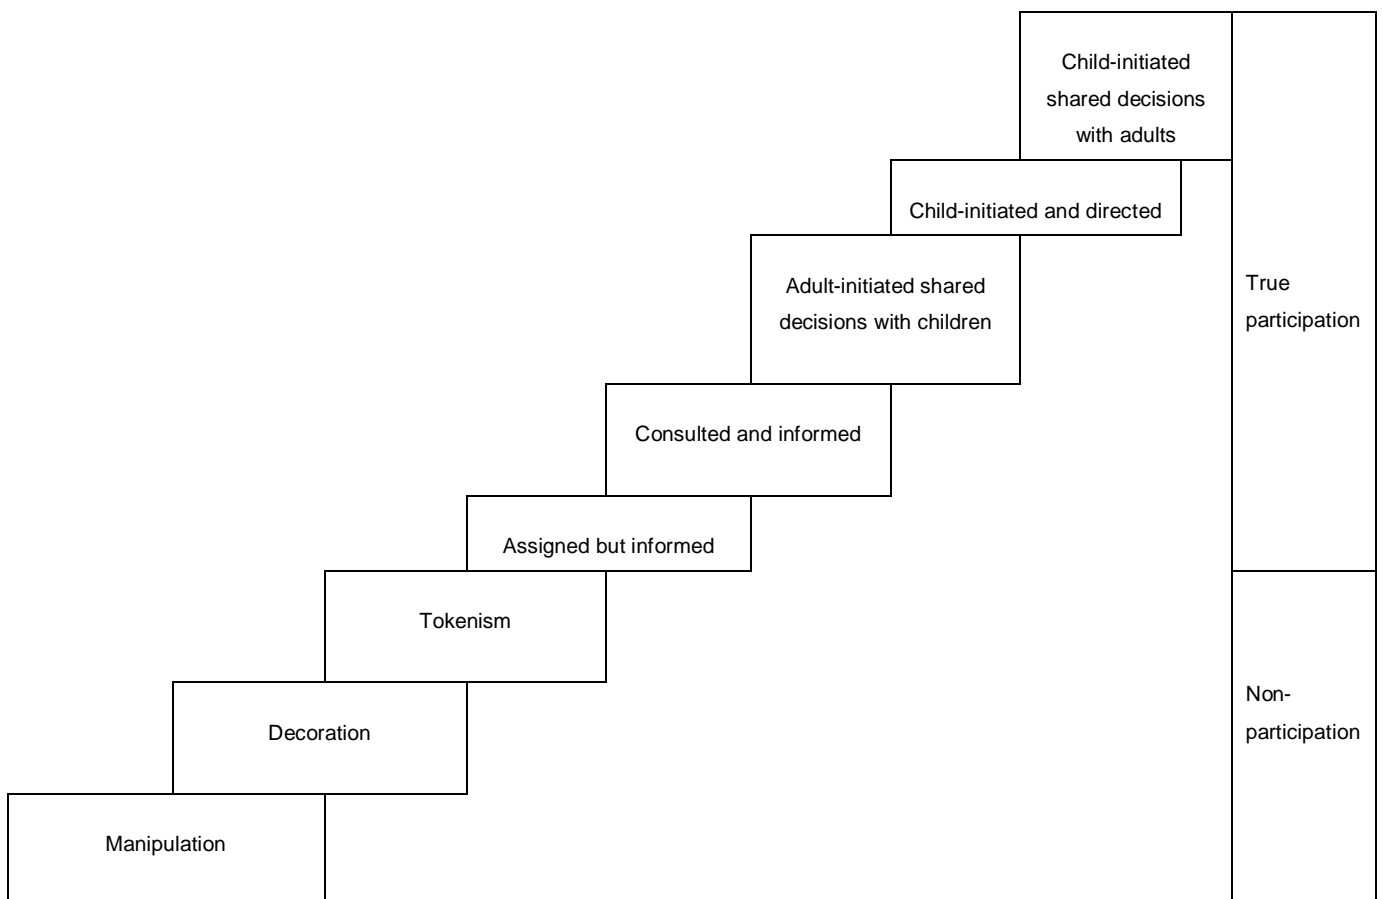 Child-initiated
shared decisions
with adults
Child-initiated and directed
Adult-initiated shared
decisions with children
True
participation
Consulted and informed
Assigned but informed
Tokenism
Non-
participation
Decoration
Manipulation